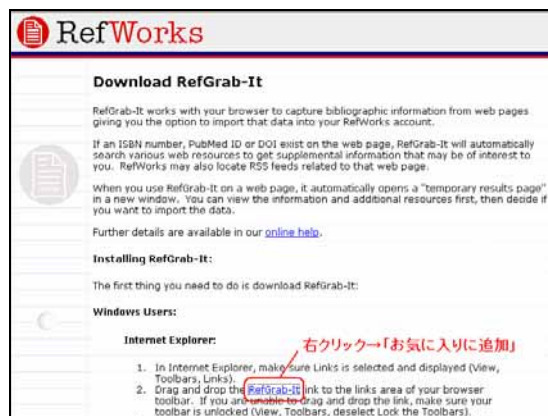 RefWorks
Download RefGrab-It
RefGrab-It works with your browser to capture bibliographic information from web pages
giving you the option to import that data into your RefWorks account.
If an ISBN number, PubMed ID or DOI exist on the web page, RefGrab-It will automatically
search various web resources to get supplemental information that may be of interest to
you. RefWorks may also locate RSS feeds related to that web page.
When you use RefGrab-It on a web page, it automatically opens a "temporary results page"
in a new window. You can view the information and additional resources first, then decide if
you want to import the data.
Further details are available in our online help.
Installing RefGrab-It:
The first thing you need to do is download RefGrab-It:
Windows Users:
Internet Explorer:
右クリック→「お気に入りに追加」
1. In Internet Explorer, make sure Links is selected and displayed (View,
Toolbars, Links).
2. Drag and drop the RefGrab-It link to the links area of your browser
toolbar. If you are unable to drag and drop the link, make sure your
toolbar is unlocked (View, Toolbars, deselect Lock the Toolbars).